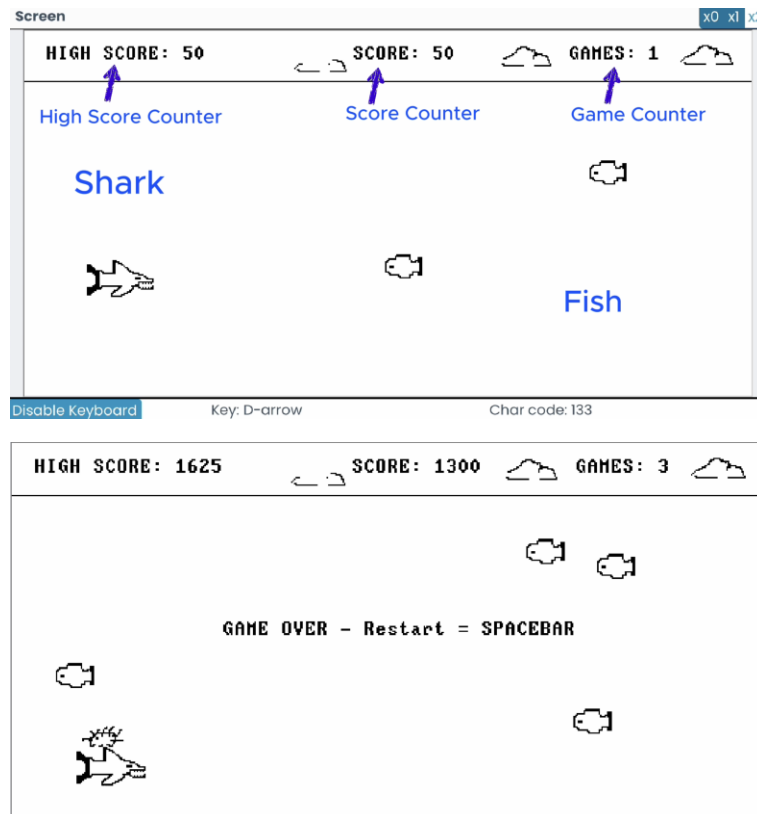 Screen x0 x1
HIGH SCORE: 50 SCORE: 50 GAMES: 1
High Score Counter Score Counter Game Counter
Shark
Fish
Disable Keyboard Key: D-arrow Char code: 133
HIGH SCORE: 1625 SCORE: 1300 GAMES: 3
GAME OVER - Restart = SPACEBAR